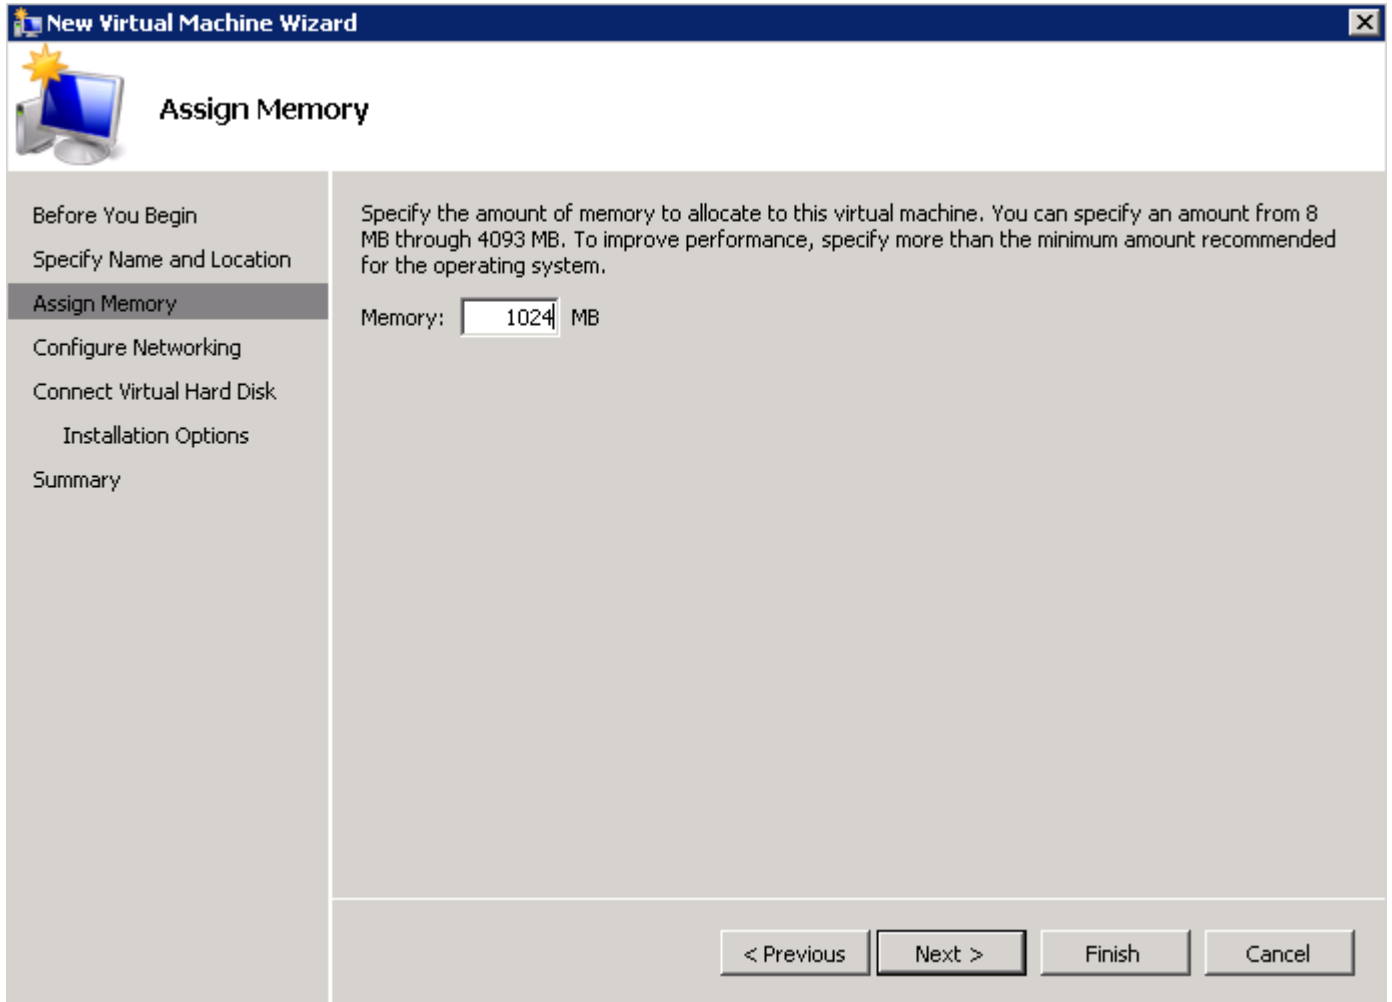 New Virtual Machine Wizard
Assign Memory
Before You Begin
Specify Name and Location
Assign Memory
Configure Networking
Connect Virtual Hard Disk
Installation Options
Summary
Specify the amount of memory to allocate to this virtual machine. You can specify an amount from 8
MB through 4093 MB. To improve performance, specify more than the minimum amount recommended
for the operating system.
Memory: 1024 MB
< Previous Next > Finish Cancel